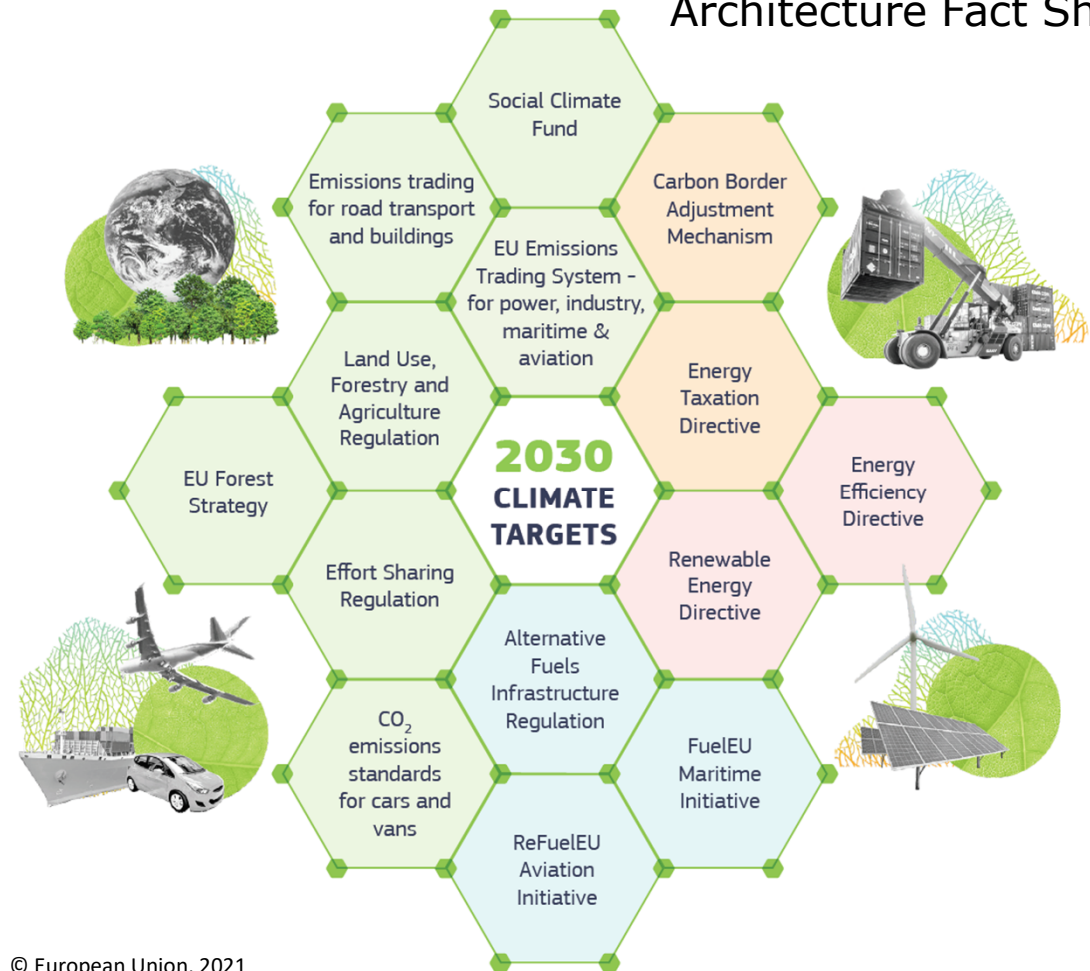 Architecture Fact Sh
Social Climate
Fund
Emissions trading
for road transport
and buildings
Carbon Border
Adjustment
Mechanism
EU Emissions
Trading System -
for power, industry,
maritime &
aviation
Land Use,
Forestry and
Agriculture
Regulation
Energy
Taxation
Directive
EU Forest
Strategy
2030
CLIMATE
TARGETS
Energy
Efficiency
Directive
Effort Sharing
Regulation
Renewable
Energy
Directive
Alternative
Fuels
Infrastructure
Regulation
CO₂
emissions
standards
for cars and
vans
FuelEU
Maritime
Initiative
ReFuelEU
Aviation
Initiative
© European Union, 2021